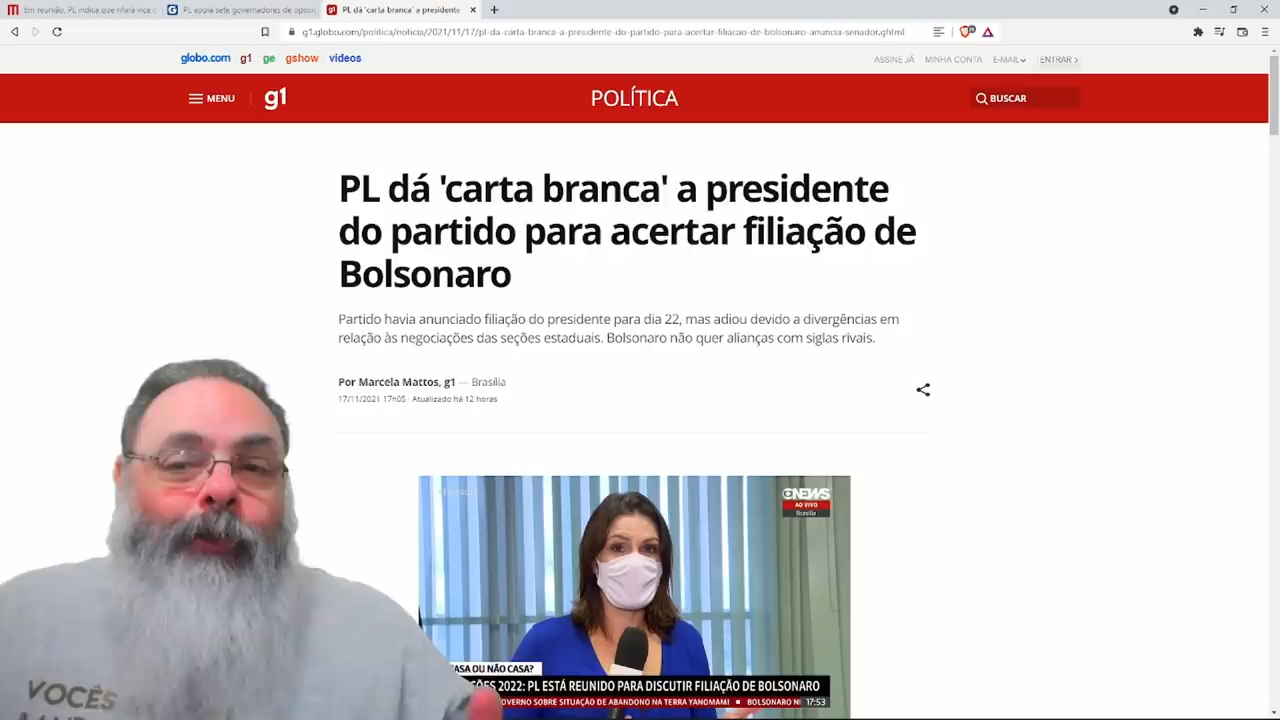 Em reunião, PL indica que rifará vice
PL apoia sete governadores de oposi
PL dá 'carta branca' a presidente
g1.globo.com/politica/noticia/2021/11/17/pl-da-carta-branca-a-presidente-do-partido-para-acertar-filiacao-de-bolsonaro-anuncia-senador.ghtml
globo.com g1 ge gshow vídeos
ASSINE JÁ MINHA CONTA E-MAIL ENTRAR ›
MENU g1 POLÍTICA BUSCAR
PL dá 'carta branca' a presidente
do partido para acertar filiação de
Bolsonaro
Partido havia anunciado filiação do presidente para dia 22, mas adiou devido a divergências em
relação às negociações das seções estaduais. Bolsonaro não quer alianças com siglas rivais.
Por Marcela Mattos, g1 — Brasília
17/11/2021 17h05 · Atualizado há 12 horas
GNEWS
AO VIVO
Brasília
CASA OU NÃO CASA?
ÇÕES 2022: PL ESTÁ REUNIDO PARA DISCUTIR FILIAÇÃO DE BOLSONARO
OVERNO SOBRE SITUAÇÃO DE ABANDONO NA TERRA YANOMAMI ■ BOLSONARO N 17:53
VOCÊ